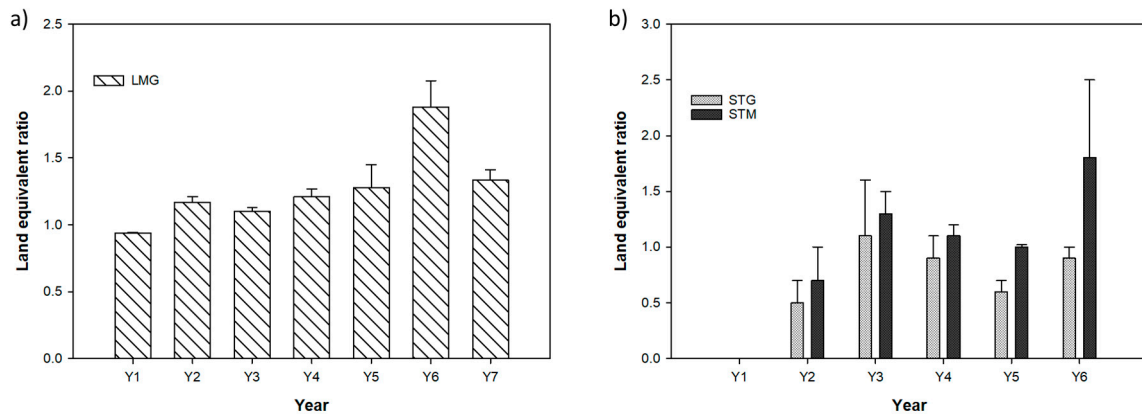 a)
Land equivalent ratio
2.5
2.0
1.5
1.0
0.5
0.0
LMG
Y1 Y2 Y3 Y4 Y5 Y6 Y7
Year
b)
Land equivalent ratio
3.0
2.5
2.0
1.5
1.0
0.5
0.0
STG
STM
Y1 Y2 Y3 Y4 Y5 Y6
Year